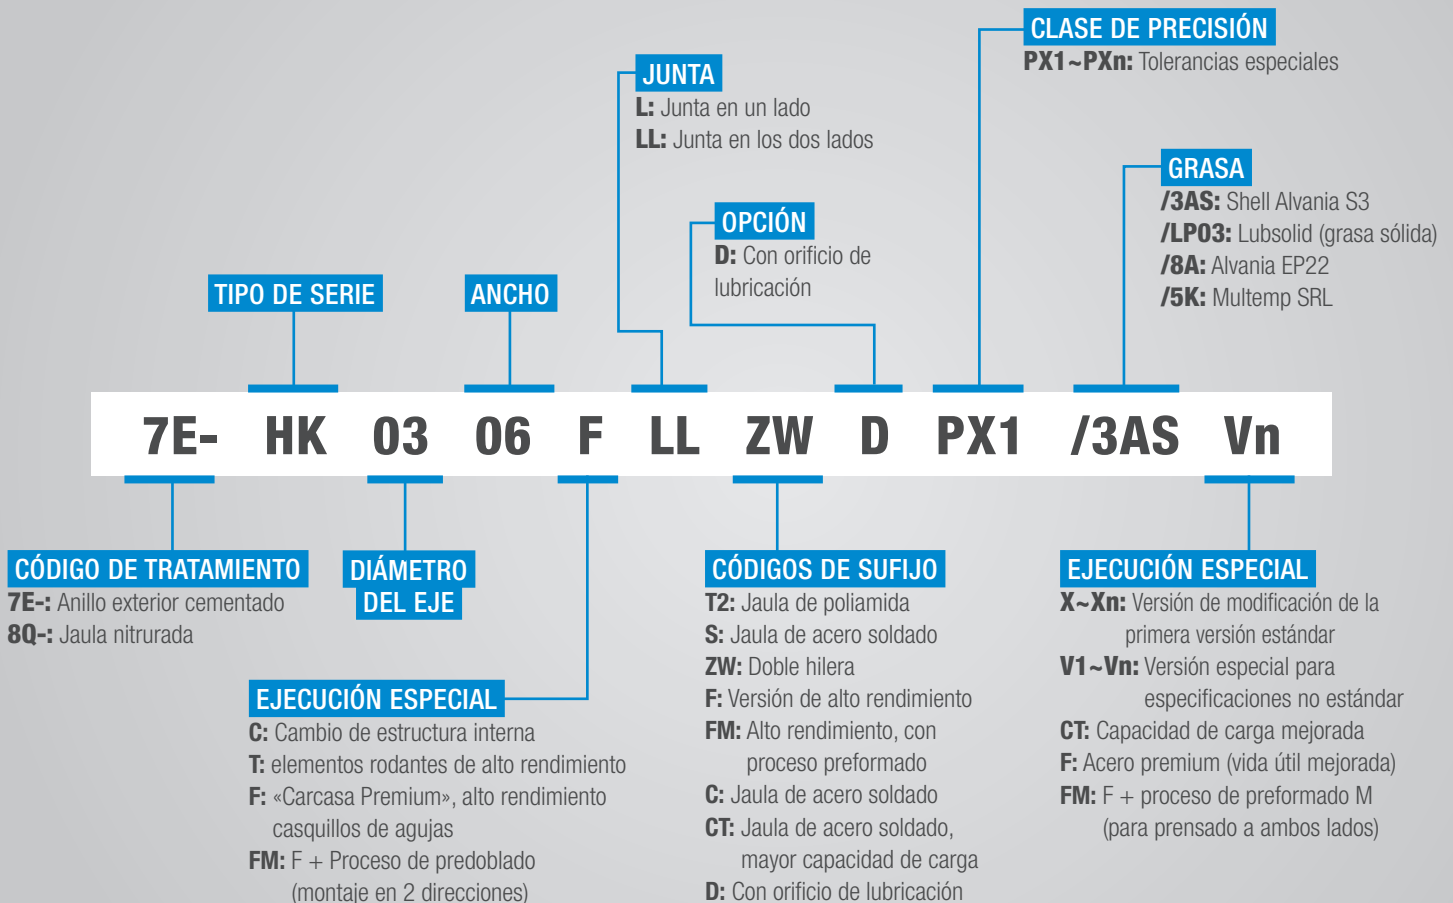 CLASE DE PRECISIÓN
PX1~PXn: Tolerancias especiales
JUNTA
L: Junta en un lado
LL: Junta en los dos lados
GRASA
/3AS: Shell Alvania S3
/LP03: Lubsolid (grasa sólida)
/8A: Alvania EP22
/5K: Multemp SRL
OPCIÓN
D: Con orificio de
lubricación
TIPO DE SERIE
ANCHO
7E- HK 03 06 F LL ZW D PX1 /3AS Vn
CÓDIGO DE TRATAMIENTO
7E-: Anillo exterior cementado
8Q-: Jaula nitrurada
DIÁMETRO
DEL EJE
EJECUCIÓN ESPECIAL
C: Cambio de estructura interna
T: elementos rodantes de alto rendimiento
F: «Carcasa Premium», alto rendimiento
casquillos de agujas
FM: F + Proceso de predoblado
(montaje en 2 direcciones)
CÓDIGOS DE SUFIJO
T2: Jaula de poliamida
S: Jaula de acero soldado
ZW: Doble hilera
F: Versión de alto rendimiento
FM: Alto rendimiento, con
proceso preformado
C: Jaula de acero soldado
CT: Jaula de acero soldado,
mayor capacidad de carga
D: Con orificio de lubricación
EJECUCIÓN ESPECIAL
X~Xn: Versión de modificación de la
primera versión estándar
V1~Vn: Versión especial para
especificaciones no estándar
CT: Capacidad de carga mejorada
F: Acero premium (vida útil mejorada)
FM: F + proceso de preformado M
(para prensado a ambos lados)